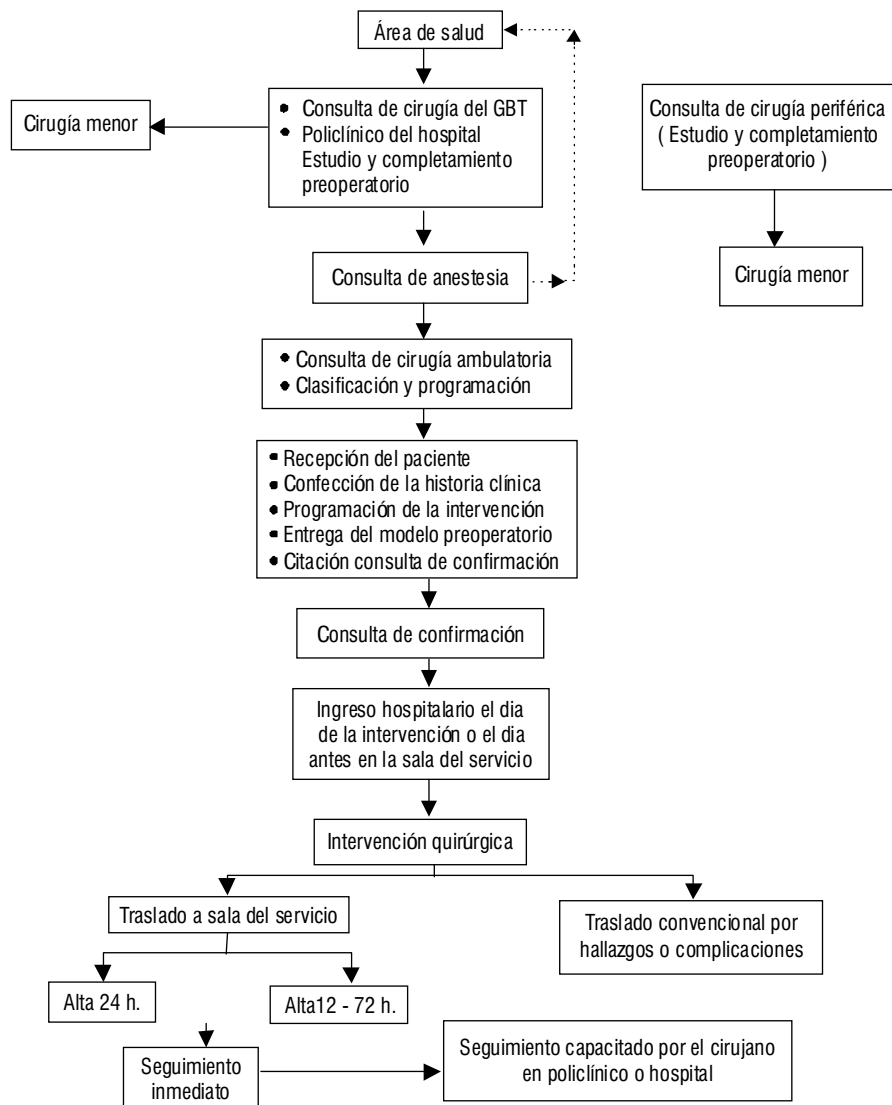 Área de salud
• Consulta de cirugía del GBT
• Policlínico del hospital
Estudio y completamiento
preoperatorio
Cirugía menor
Consulta de cirugía periférica
( Estudio y completamiento
preoperatorio )
Cirugía menor
Consulta de anestesia
• Consulta de cirugía ambulatoria
• Clasificación y programación
• Recepción del paciente
• Confección de la historia clínica
• Programación de la intervención
• Entrega del modelo preoperatorio
• Citación consulta de confirmación
Consulta de confirmación
Ingreso hospitalario el dia
de la intervención o el dia
antes en la sala del servicio
Intervención quirúrgica
Traslado a sala del servicio
Traslado convencional por
hallazgos o complicaciones
Alta 24 h.
Alta12 - 72 h.
Seguimiento
inmediato
Seguimiento capacitado por el cirujano
en policlínico o hospital